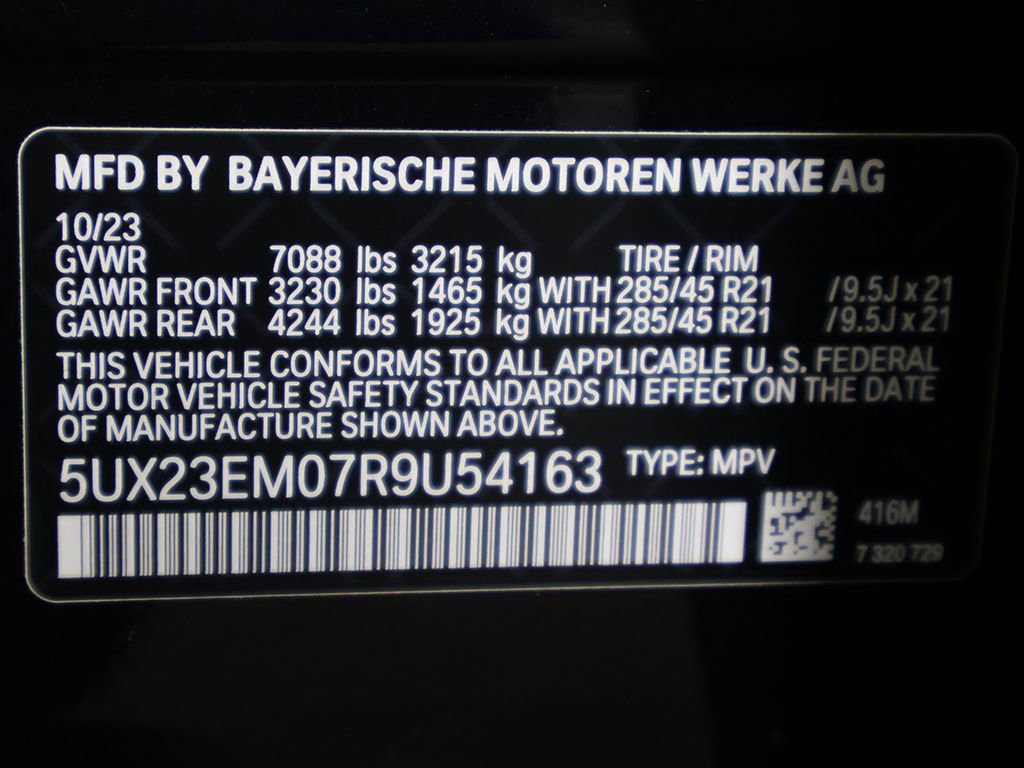 MFD BY BAYERISCHE MOTOREN WERKE AG
10/23
GVWR 7088 lbs 3215 kg TIRE / RIM
GAWR FRONT 3230 lbs 1465 kg WITH 285/45 R21 /9.5J x 21
GAWR REAR 4244 lbs 1925 kg WITH 285/45 R21 /9.5J x 21
THIS VEHICLE CONFORMS TO ALL APPLICABLE U. S. FEDERAL
MOTOR VEHICLE SAFETY STANDARDS IN EFFECT ON THE DATE
OF MANUFACTURE SHOWN ABOVE.
5UX23EM07R9U54163 TYPE: MPV
416M
7 320 729